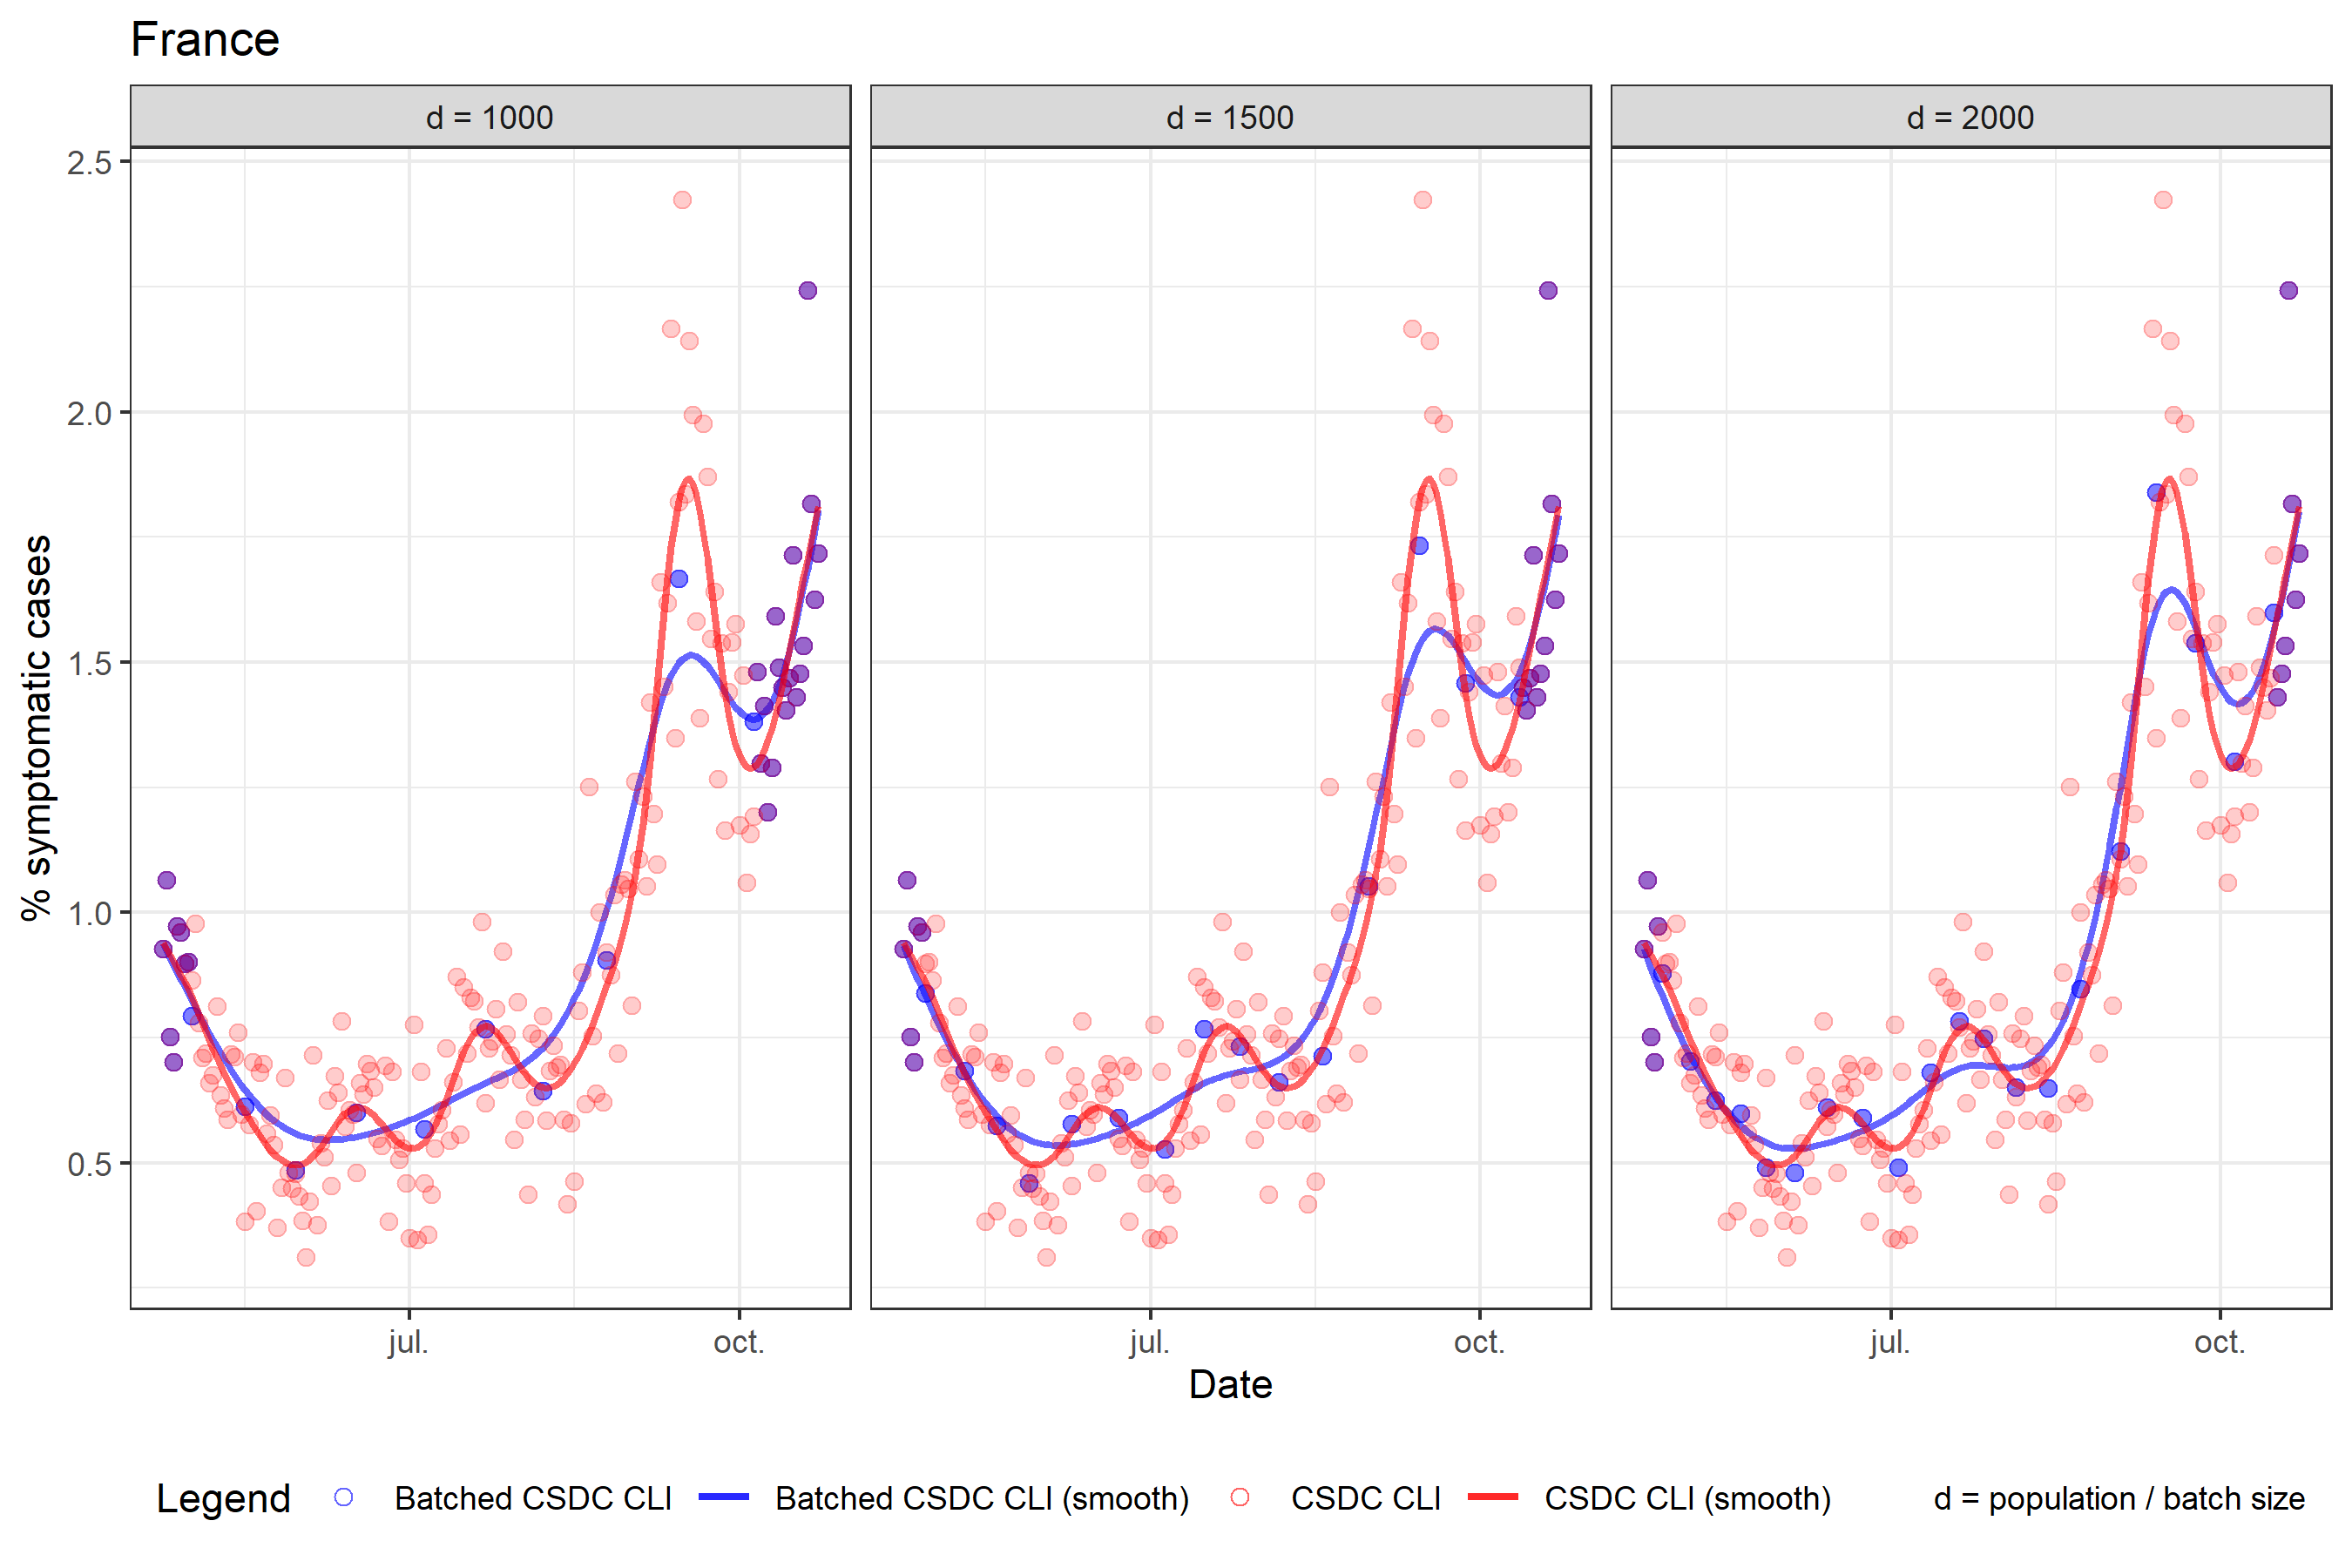 France
d = 1000
d = 1500
d = 2000
% symptomatic cases
2.5
2.0
1.5
1.0
0.5
jul.
oct.
jul.
oct.
jul.
oct.
Date
Legend
Batched CSDC CLI
Batched CSDC CLI (smooth)
CSDC CLI
CSDC CLI (smooth)
d = population / batch size